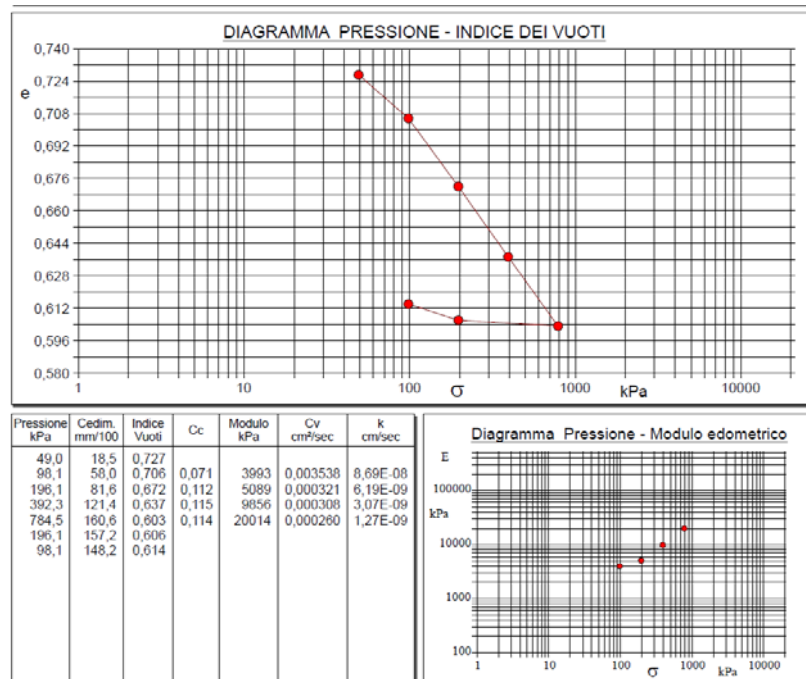 DIAGRAMMA PRESSIONE - INDICE DEI VUOTI
0,740
0,724
e
0,708
0,692
0,676
0,660
0,644
0,628
0,612
0,596
0,580
1 10 100 σ 1000 kPa 10000
Pressione kPa Cedim. mm/100 Indice Vuoti Cc Modulo kPa Cv cm²/sec k cm/sec
49,0 18,5 0,727
98,1 58,0 0,706 0,071 3993 0,003538 8,69E-08
196,1 81,6 0,672 0,112 5089 0,000321 6,19E-09
392,3 121,4 0,637 0,115 9856 0,000308 3,07E-09
784,5 160,6 0,603 0,114 20014 0,000260 1,27E-09
196,1 157,2 0,606
98,1 148,2 0,614
Diagramma Pressione - Modulo edometrico
E
100000
kPa
10000
1000
100
1 10 100 σ 1000 kPa 10000